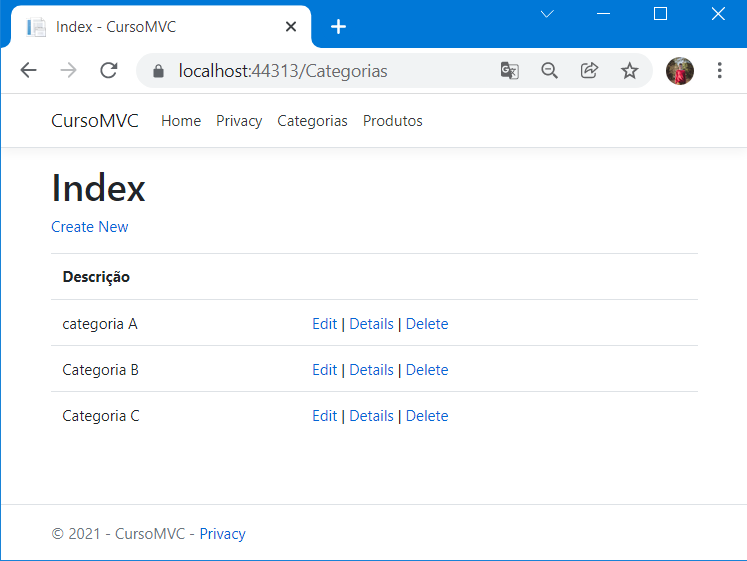 Index - CursoMVC
localhost:44313/Categorias
CursoMVC Home Privacy Categorias Produtos
Index
Create New
Descrição
categoria A Edit | Details | Delete
Categoria B Edit | Details | Delete
Categoria C Edit | Details | Delete
© 2021 - CursoMVC - Privacy